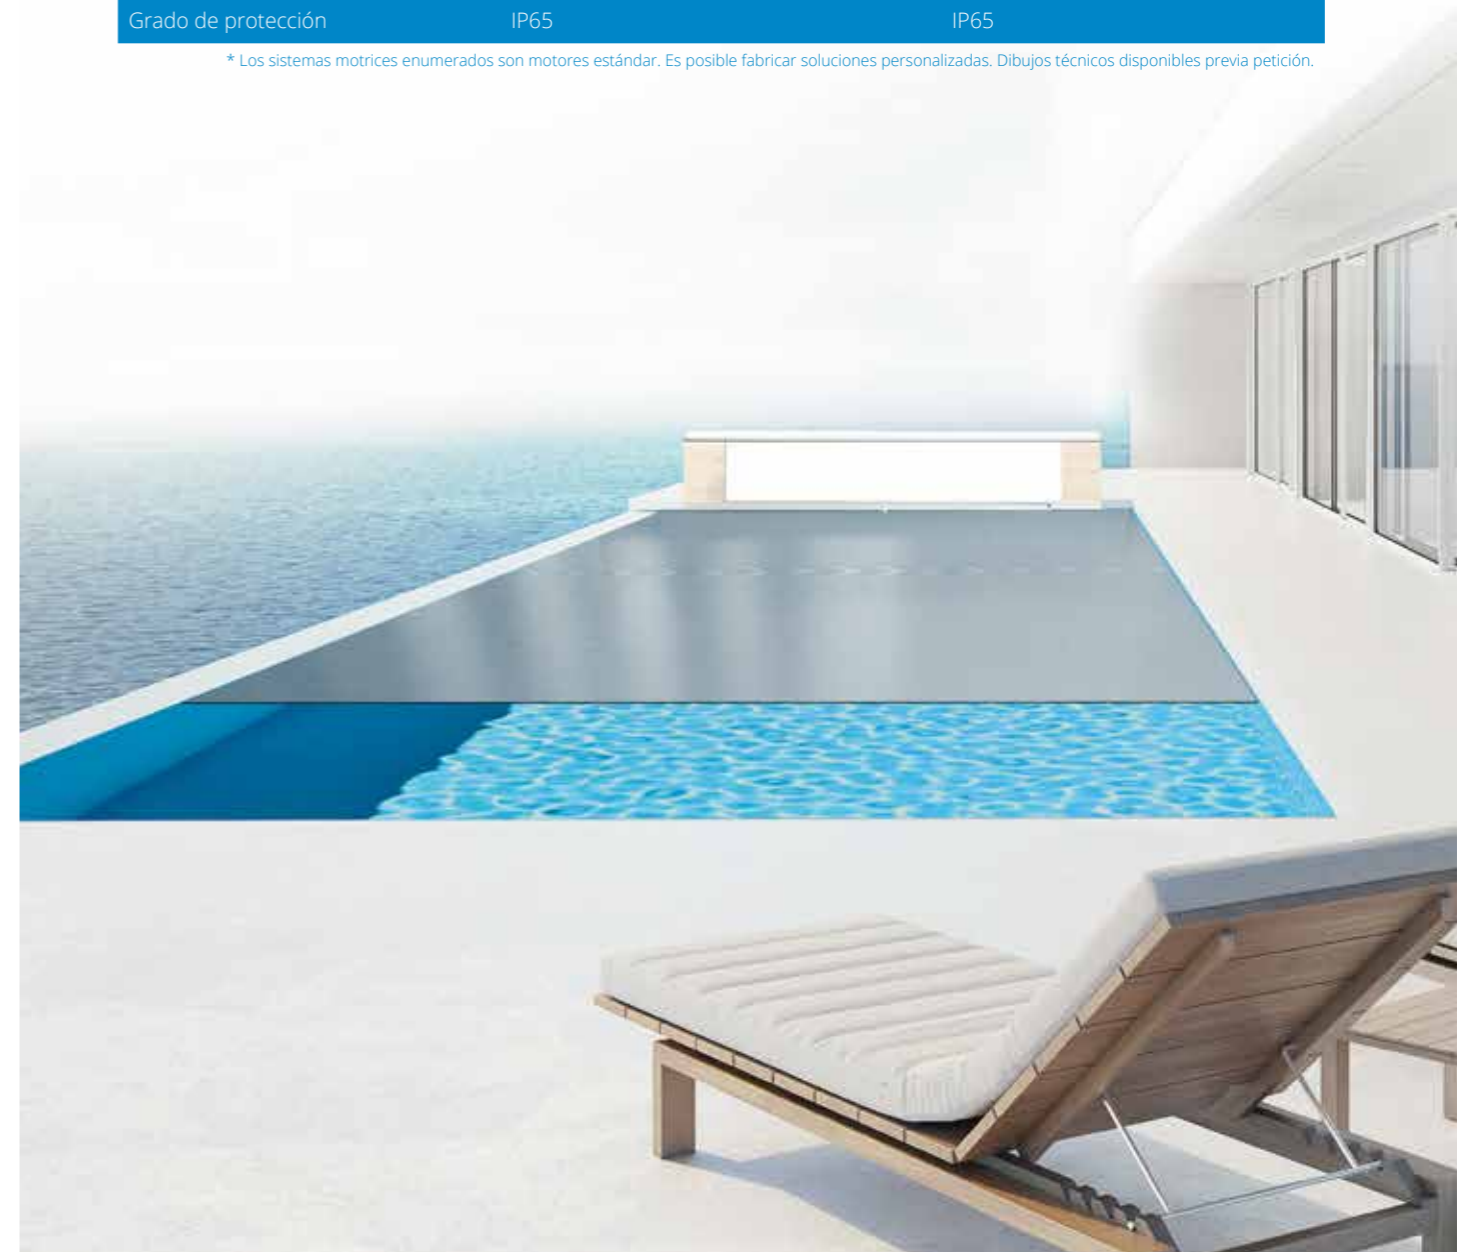 Grado de protección IP65 IP65
* Los sistemas motrices enumerados son motores estándar. Es posible fabricar soluciones personalizadas. Dibujos técnicos disponibles previa petición.